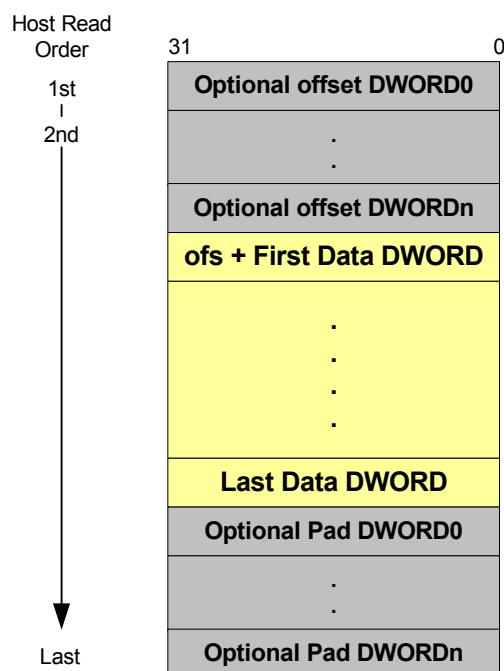 Host Read
Order
31
0
1st
2nd
Last
Optional offset DWORD0
.
.
Optional offset DWORDn
ofs + First Data DWORD
.
.
.
.
Last Data DWORD
Optional Pad DWORD0
.
.
Optional Pad DWORDn